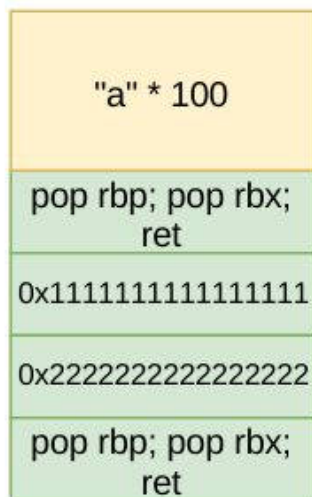 "a" * 100
pop rbp; pop rbx;
ret
0x1111111111111111
0x2222222222222222
pop rbp; pop rbx;
ret